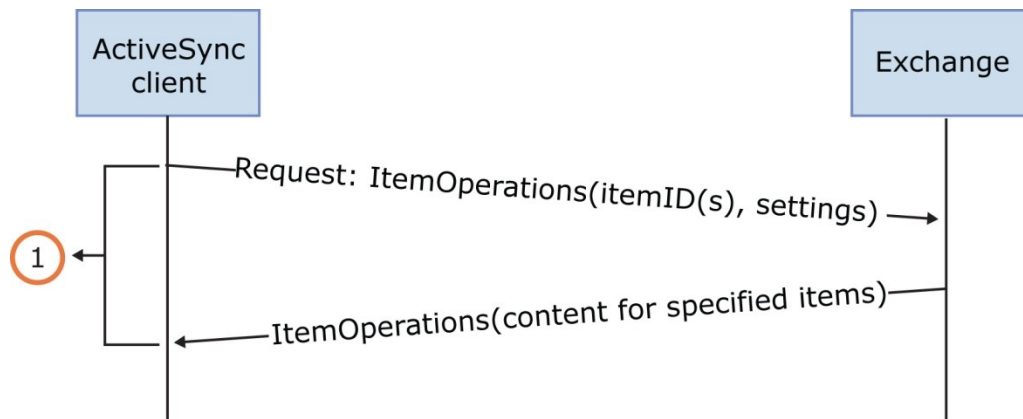 ActiveSync
client
Exchange
Request: ItemOperations(itemID(s), settings)
1
ItemOperations(content for specified items)